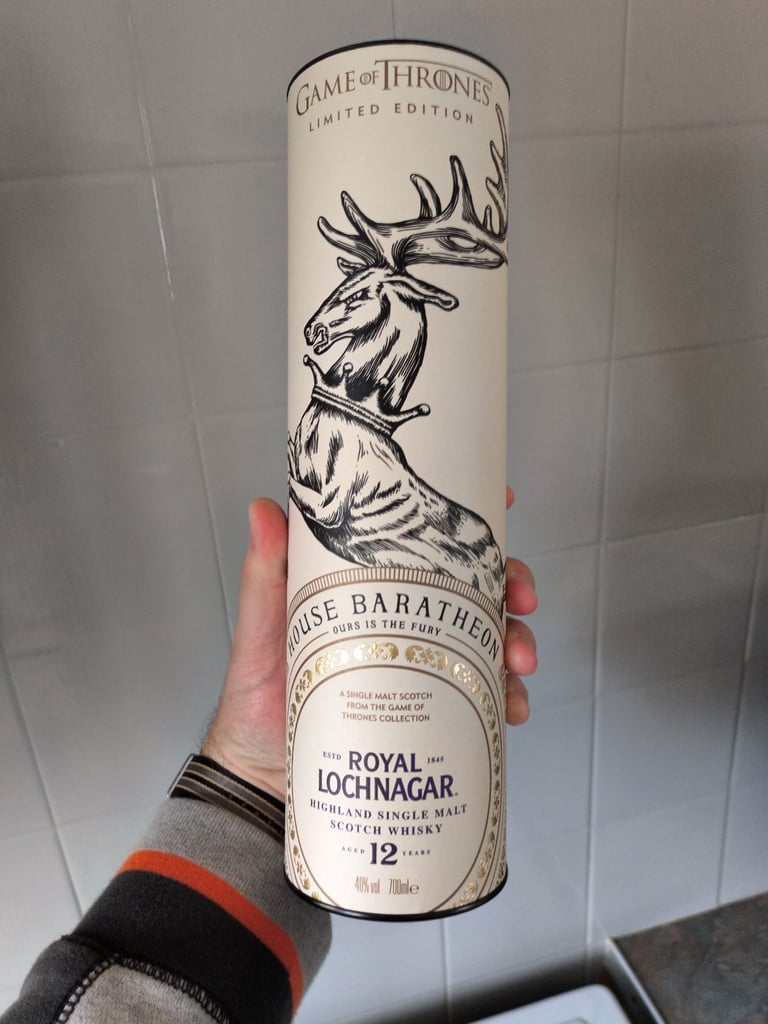 GAME OF THRONES
LIMITED EDITION
HOUSE BARATHEON
OURS IS THE FURY
A SINGLE MALT SCOTCH
FROM THE GAME OF
THRONES COLLECTION
ESTD ROYAL 1845
LOCHNAGAR™
HIGHLAND SINGLE MALT
SCOTCH WHISKY
AGED 12 YEARS
40% vol 700ml e